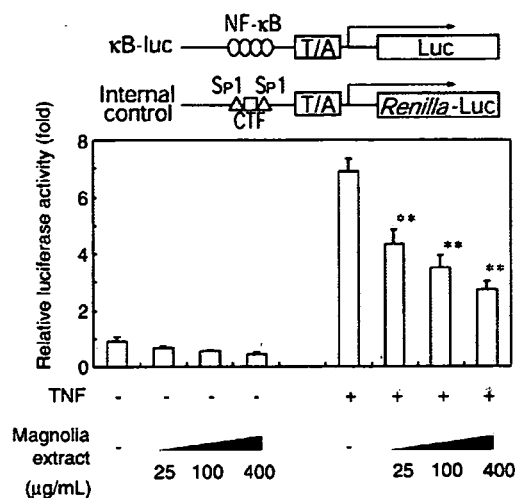 NF-κB
κB-luc T/A Luc
Sp1 Sp1
Internal control T/A Renilla-Luc
CTF
Relative luciferase activity (fold)
8
6
4
2
0
** ** **
TNF - - - - + + + +
Magnolia extract (μg/mL) - 25 100 400 - 25 100 400